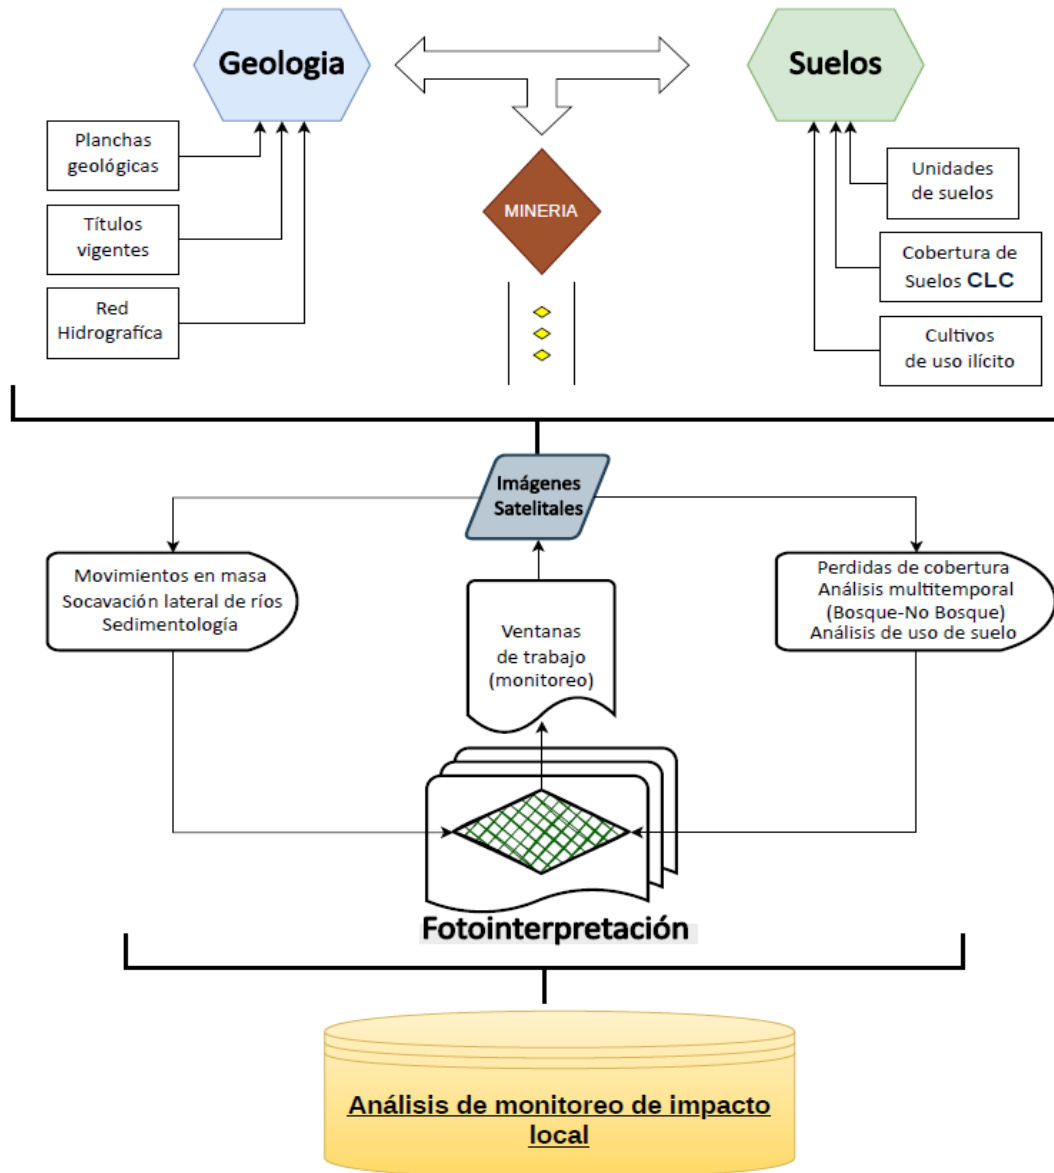 Geologia
Suelos
Planchas
geológicas
Títulos
vigentes
Red
Hidrografíca
MINERIA
Unidades
de suelos
Cobertura de
Suelos CLC
Cultivos
de uso ilícito
Imágenes
Satelitales
Movimientos en masa
Socavación lateral de ríos
Sedimentología
Perdidas de cobertura
Análisis multitemporal
(Bosque-No Bosque)
Análisis de uso de suelo
Ventanas
de trabajo
(monitoreo)
Fotointerpretación
Análisis de monitoreo de impacto
local